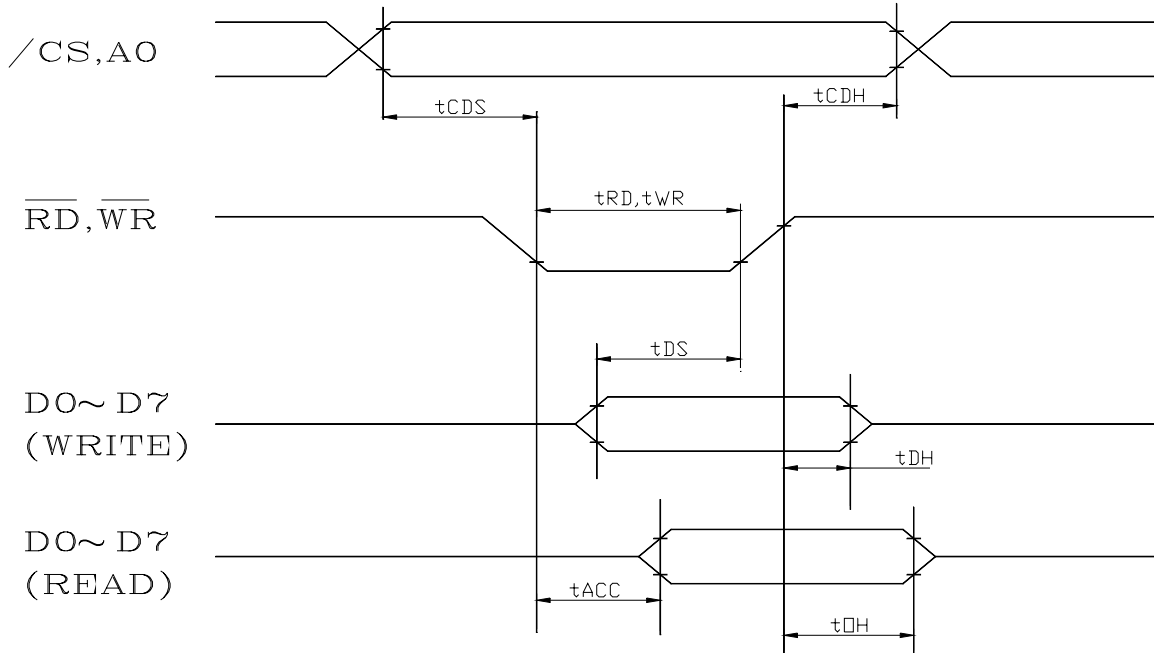 /CS,A0
tCDS
tCDH
RD,WR
tRD,tWR
tDS
D0~D7
(WRITE)
tDH
D0~D7
(READ)
tACC
tOH